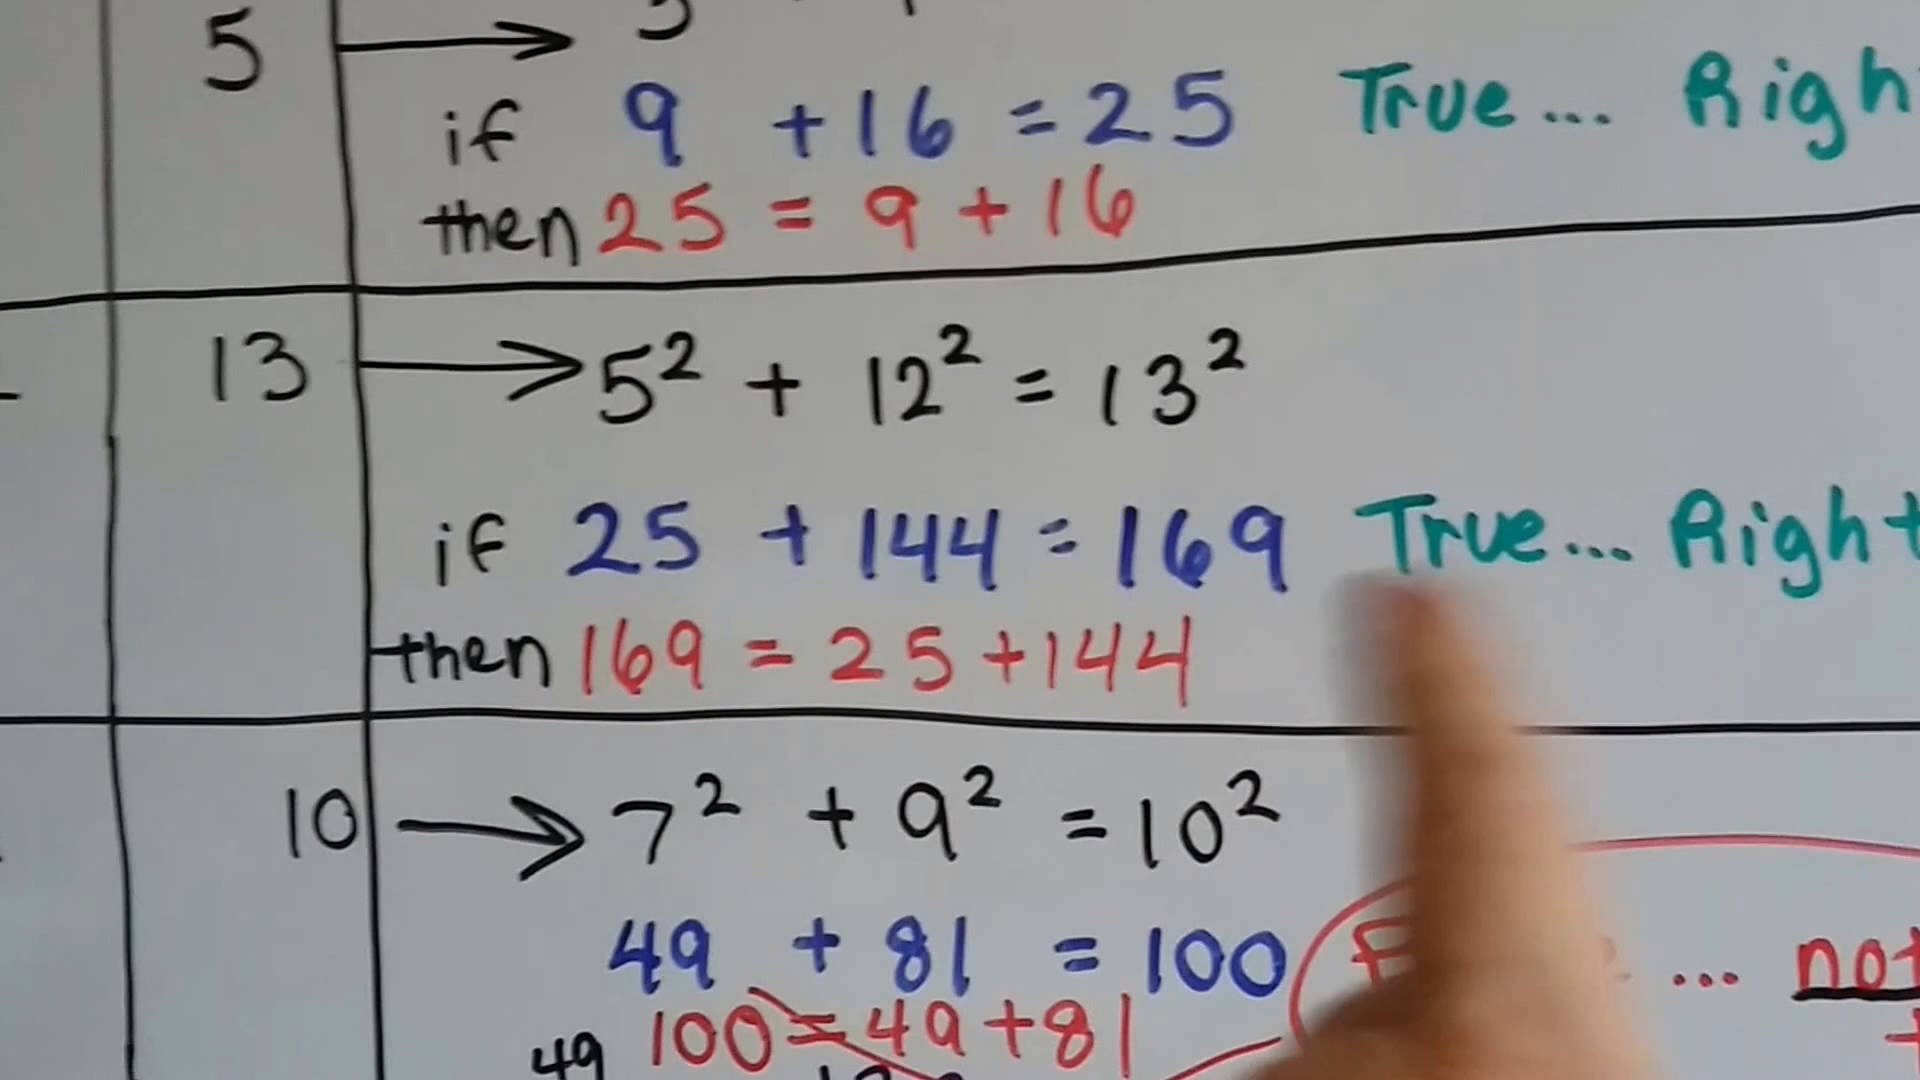 5
if 9 + 16 = 25 True... Righ
then 25 = 9 + 16
13 → 5² + 12² = 13²
if 25 + 144 = 169 True... Right
then 169 = 25 + 144
10 → 7² + 9² = 10²
49 + 81 = 100 ... not
100 = 49 + 81
49